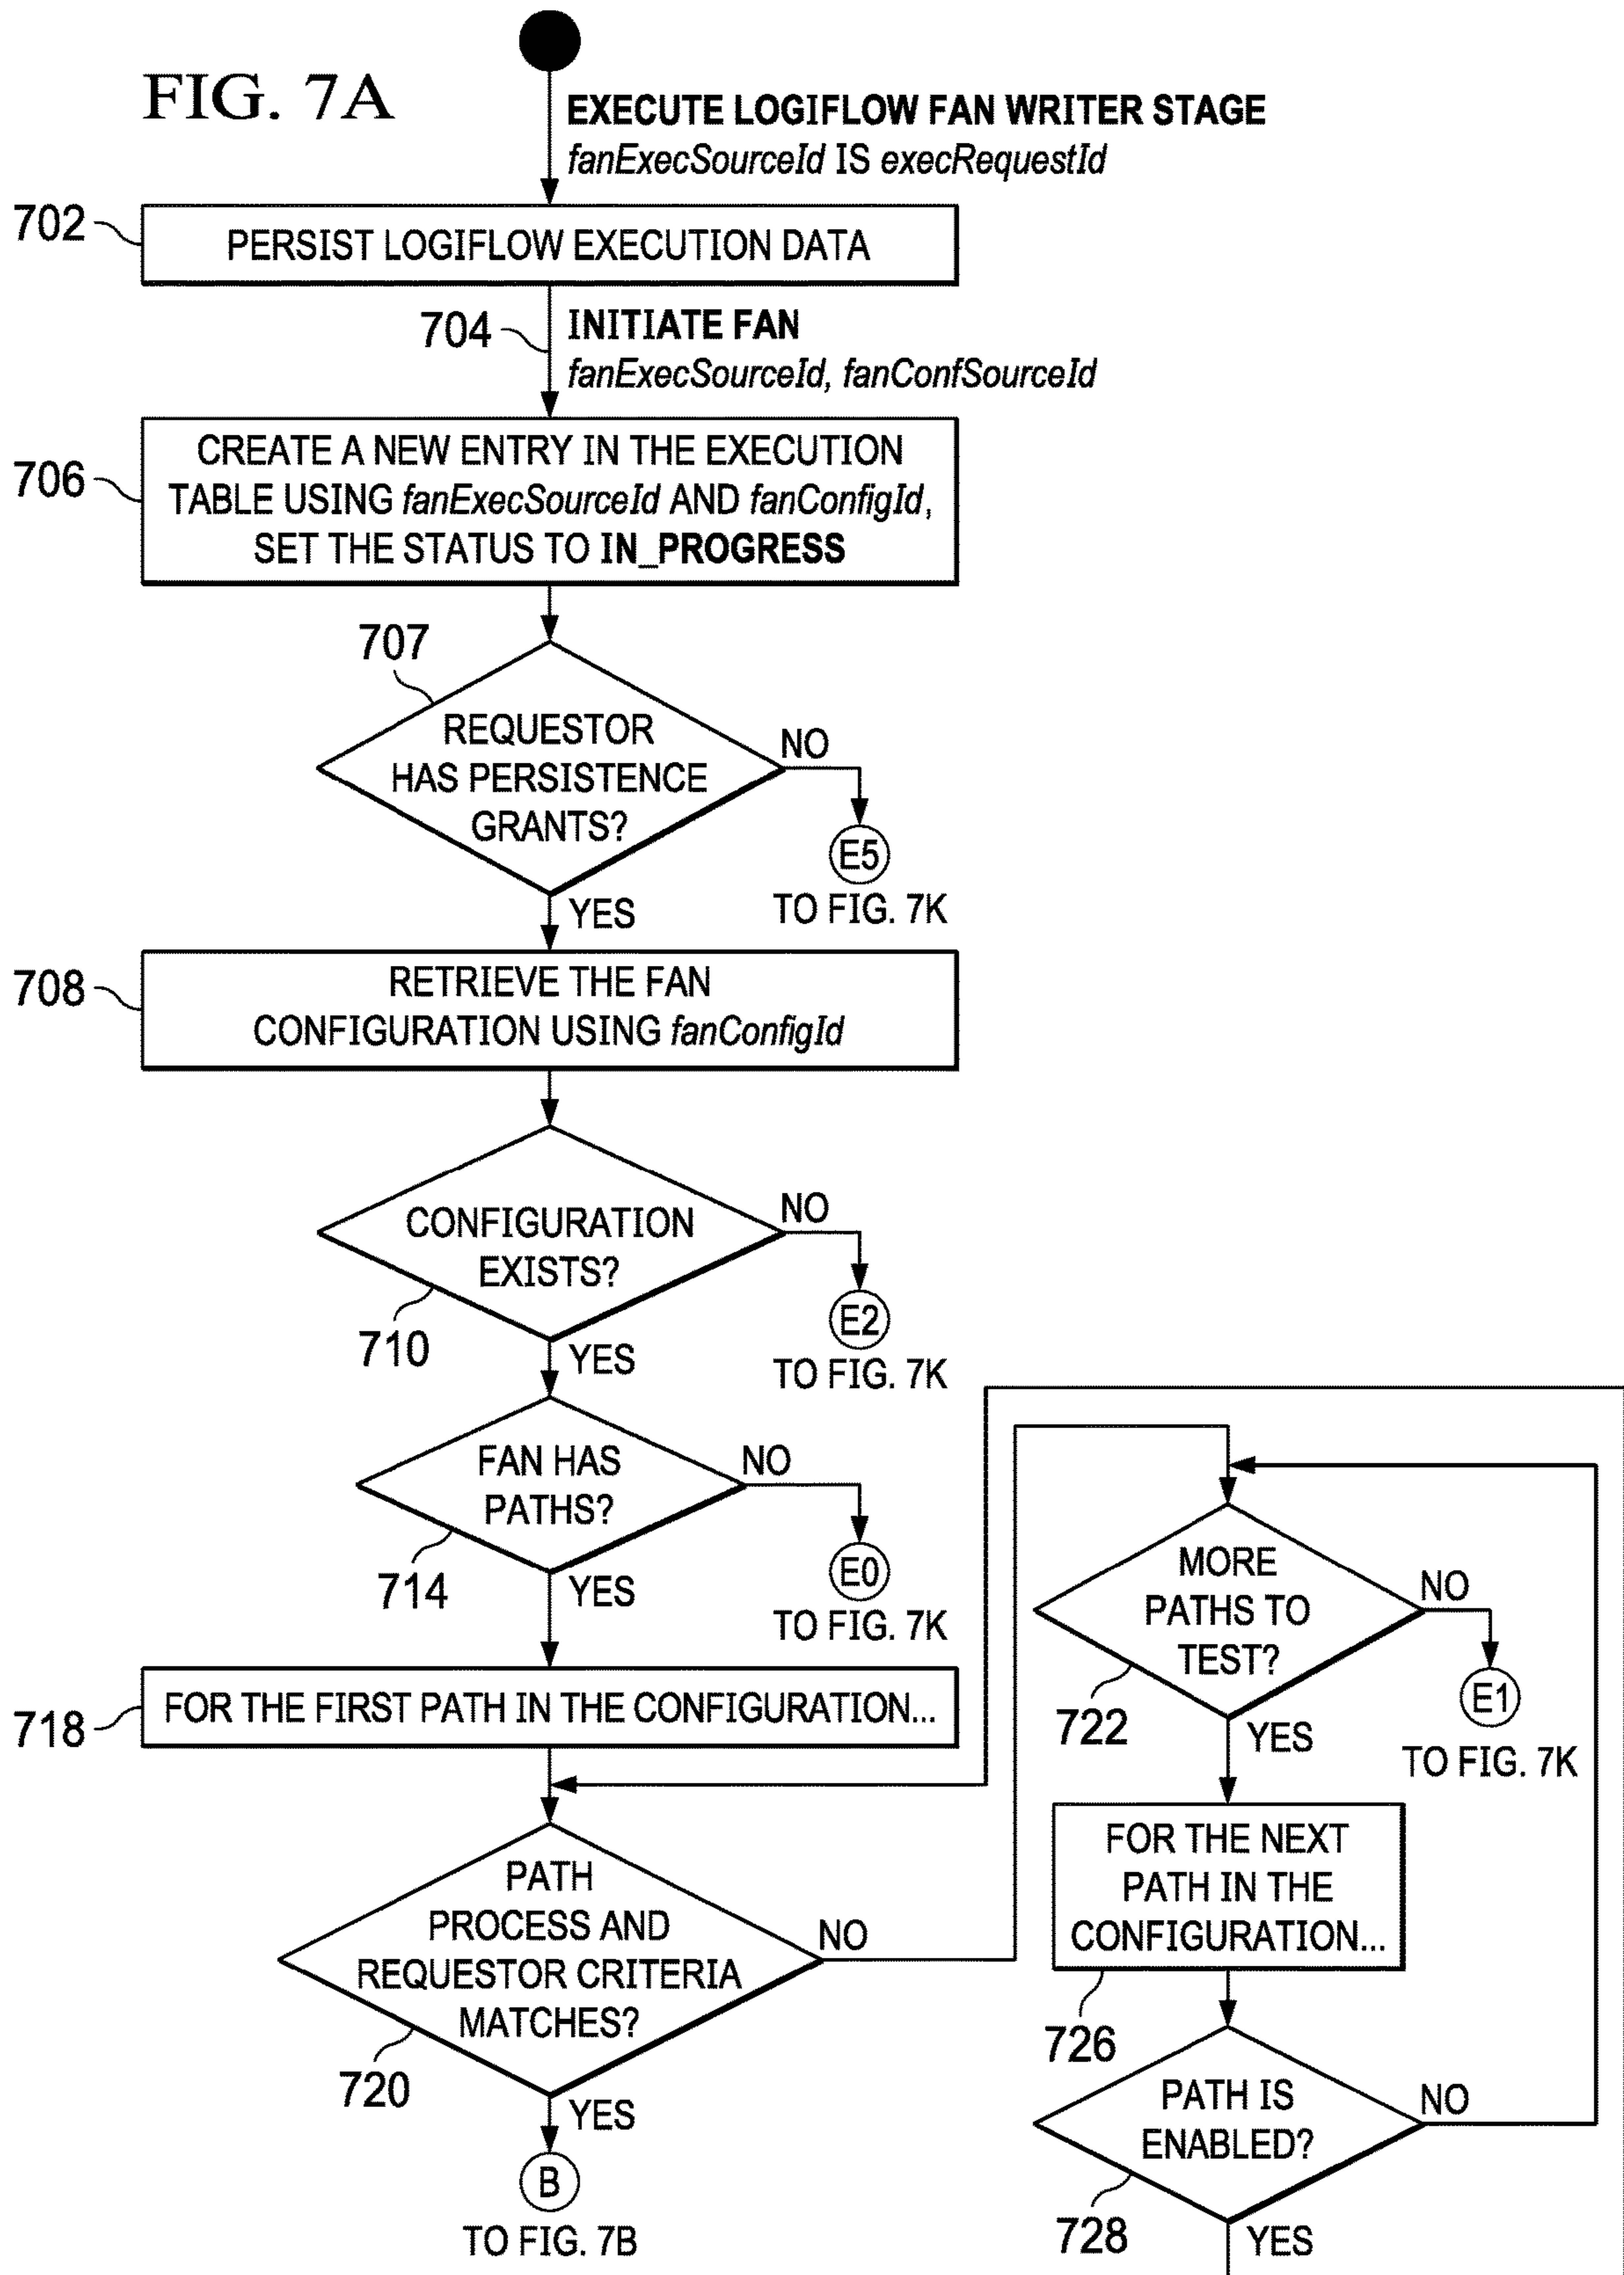 FIG. 7A
EXECUTE LOGIFLOW FAN WRITER STAGE
fanExecSourceId IS execRequestId
702
PERSIST LOGIFLOW EXECUTION DATA
704
INITIATE FAN
fanExecSourceId, fanConfSourceId
706
CREATE A NEW ENTRY IN THE EXECUTION
TABLE USING fanExecSourceId AND fanConfigId,
SET THE STATUS TO IN_PROGRESS
707
REQUESTOR
HAS PERSISTENCE
GRANTS?
NO
E5
TO FIG. 7K
YES
708
RETRIEVE THE FAN
CONFIGURATION USING fanConfigId
CONFIGURATION
EXISTS?
NO
710
E2
TO FIG. 7K
YES
FAN HAS
PATHS?
NO
714
E0
TO FIG. 7K
YES
718
FOR THE FIRST PATH IN THE CONFIGURATION...
PATH
PROCESS AND
REQUESTOR CRITERIA
MATCHES?
NO
720
YES
B
TO FIG. 7B
MORE
PATHS TO
TEST?
NO
722
E1
TO FIG. 7K
YES
FOR THE NEXT
PATH IN THE
CONFIGURATION...
726
PATH IS
ENABLED?
NO
728
YES